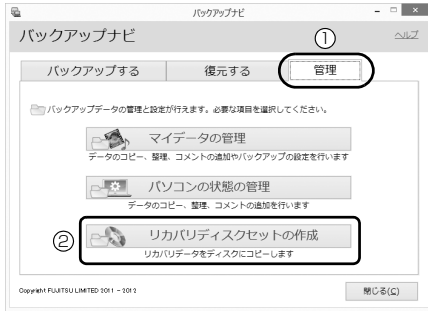 バックアップナビ
バックアップナビ
①
ヘルプ
バックアップする
復元する
管理
バックアップデータの管理と設定が行えます。必要な項目を選択してください。
マイデータの管理
データのコピー、整理、コメントの追加やバックアップの設定を行います
パソコンの状態の管理
データのコピー、整理、コメントの追加を行います
②
リカバリディスクセットの作成
リカバリデータをディスクにコピーします
Copyright FUJITSU LIMITED 2011 - 2012
閉じる(C)